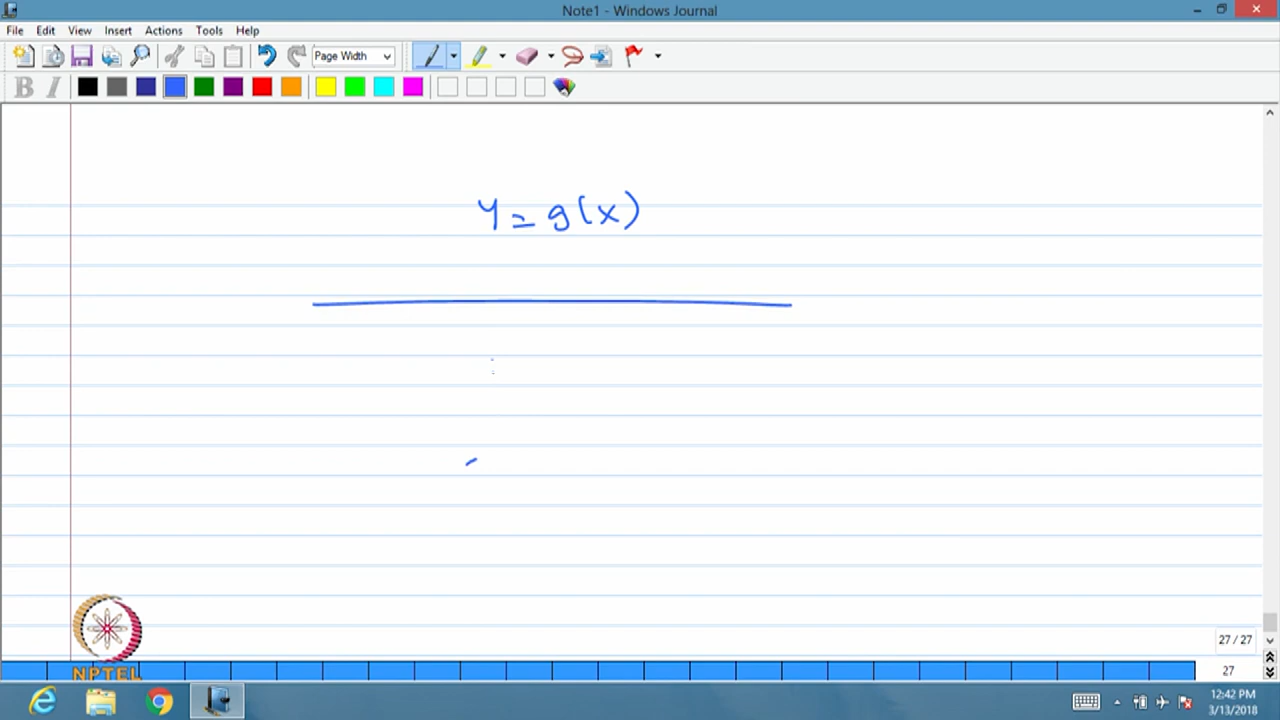 Note1 - Windows Journal
File Edit View Insert Actions Tools Help
Page Width
B I
y = g(x)
27 / 27
NPTEL
27
12:42 PM
3/13/2018